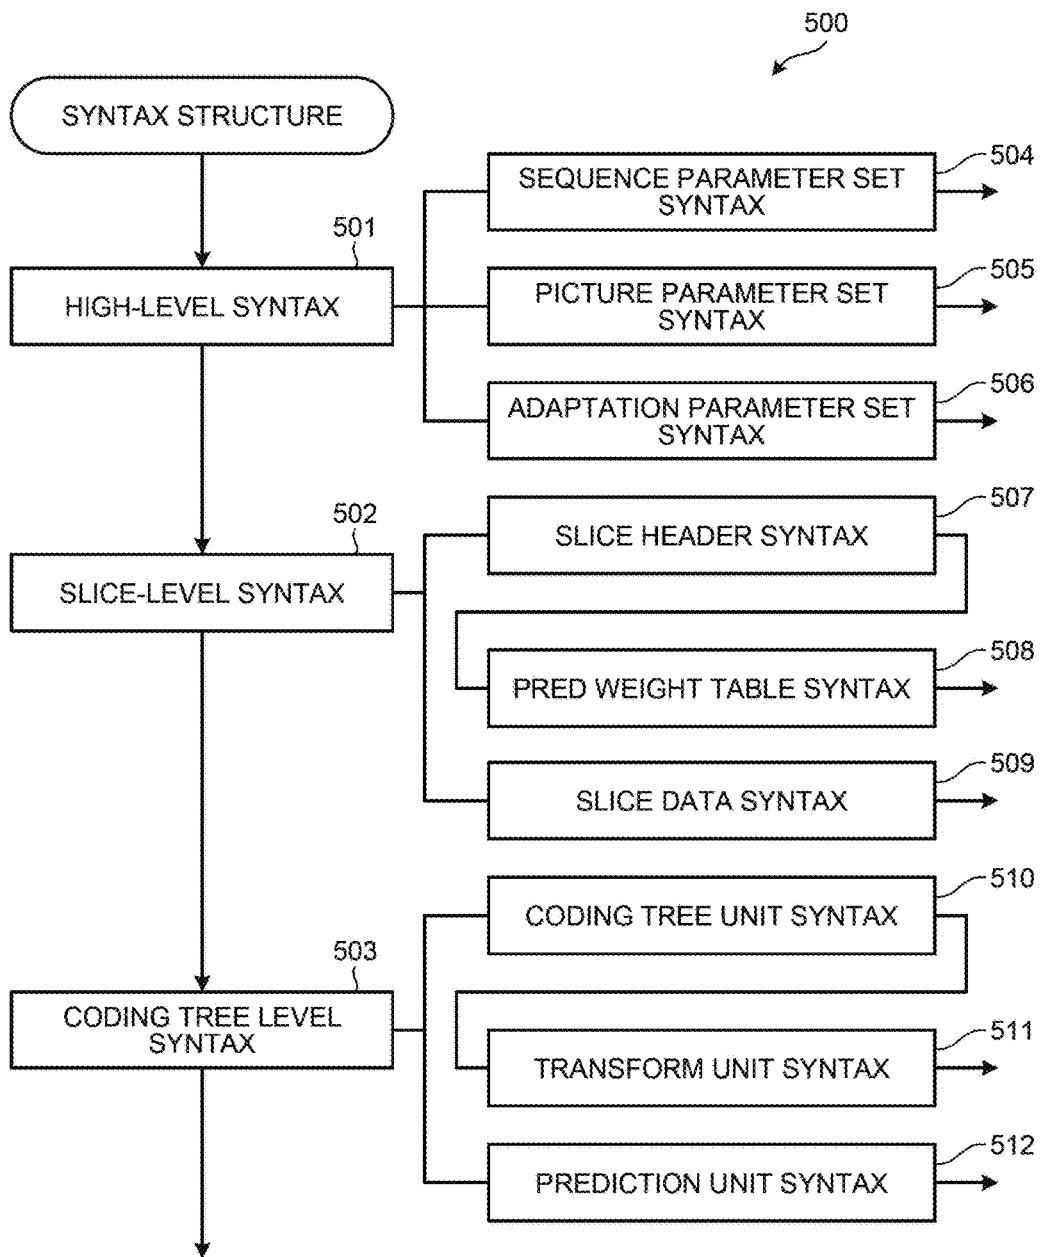 500
SYNTAX STRUCTURE
504
SEQUENCE PARAMETER SET
SYNTAX
501
HIGH-LEVEL SYNTAX
505
PICTURE PARAMETER SET
SYNTAX
506
ADAPTATION PARAMETER SET
SYNTAX
507
SLICE HEADER SYNTAX
502
SLICE-LEVEL SYNTAX
508
PRED WEIGHT TABLE SYNTAX
509
SLICE DATA SYNTAX
510
CODING TREE UNIT SYNTAX
503
CODING TREE LEVEL
SYNTAX
511
TRANSFORM UNIT SYNTAX
512
PREDICTION UNIT SYNTAX